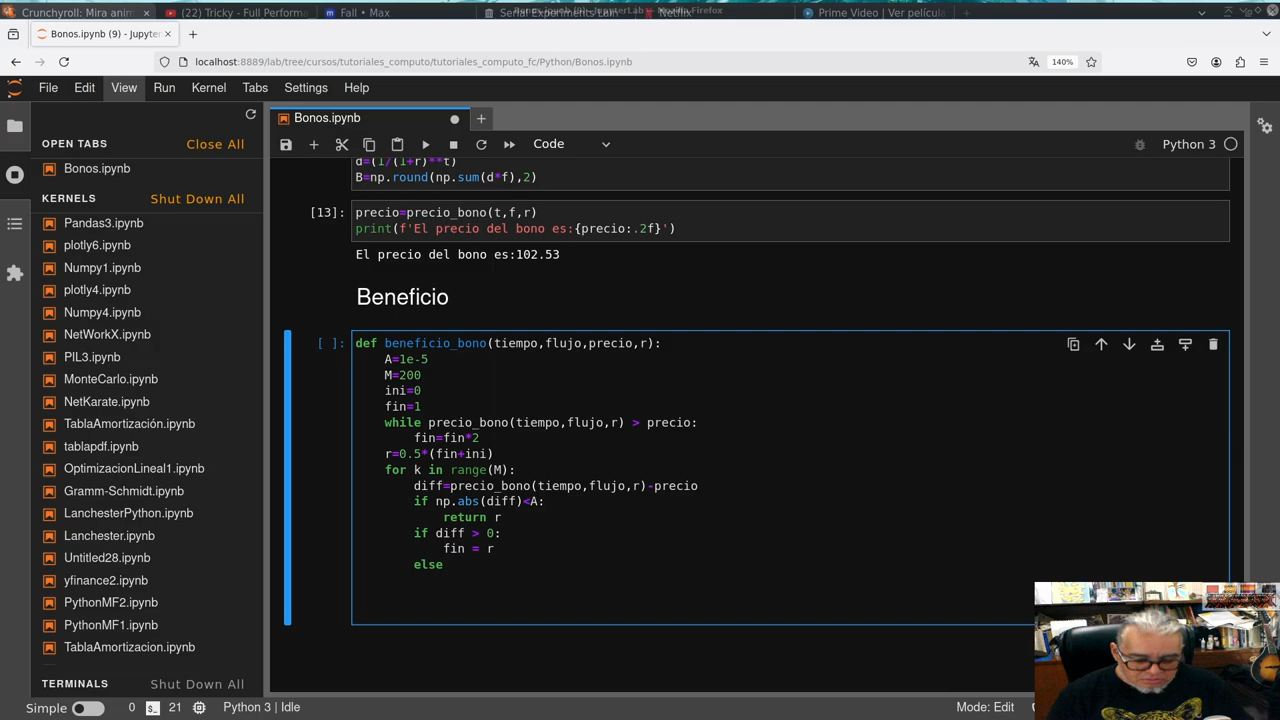 Crunchyroll: Mira anim
(22) Tricky - Full Performa
Fall • Max
Netflix
Prime Video | Ver película
Bonos.ipynb (9) - Jupyte
localhost:8889/lab/tree/cursos/tutoriales_computo/tutoriales_computo_fc/Python/Bonos.ipynb
140%
File Edit View Run Kernel Tabs Settings Help
OPEN TABS
Close All
Bonos.ipynb
KERNELS
Shut Down All
Pandas3.ipynb
plotly6.ipynb
Numpy1.ipynb
plotly4.ipynb
Numpy4.ipynb
NetWorkX.ipynb
PIL3.ipynb
MonteCarlo.ipynb
NetKarate.ipynb
TablaAmortización.ipynb
tablapdf.ipynb
OptimizacionLineal1.ipynb
Gramm-Schmidt.ipynb
LanchesterPython.ipynb
Lanchester.ipynb
Untitled28.ipynb
yfinance2.ipynb
PythonMF2.ipynb
PythonMF1.ipynb
TablaAmortizacion.ipynb
TERMINALS
Shut Down All
Bonos.ipynb
Code
Python 3
d=(1/(1+r)**t)
B=np.round(np.sum(d*f),2)
[13]:
precio=precio_bono(t,f,r)
print(f'El precio del bono es:{precio:.2f}')
El precio del bono es:102.53
Beneficio
[ ]:
def beneficio_bono(tiempo,flujo,precio,r):
A=1e-5
M=200
ini=0
fin=1
while precio_bono(tiempo,flujo,r) > precio:
fin=fin*2
r=0.5*(fin+ini)
for k in range(M):
diff=precio_bono(tiempo,flujo,r)-precio
if np.abs(diff)<A:
return r
if diff > 0:
fin = r
else
Simple
0
21
Python 3 | Idle
Mode: Edit